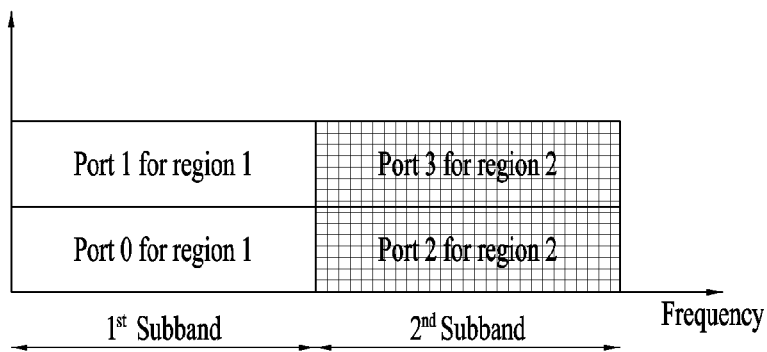 Port 1 for region 1
Port 3 for region 2
Port 0 for region 1
Port 2 for region 2
Frequency
1st Subband
2nd Subband